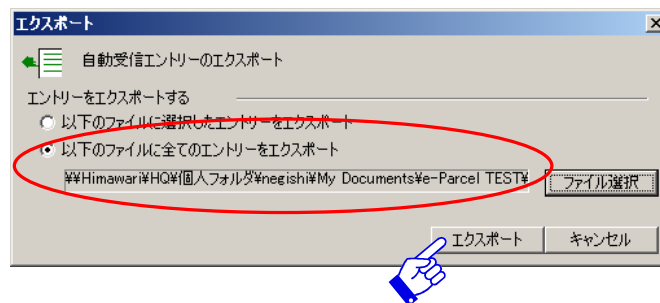 エクスポート
自動受信エントリーのエクスポート
エントリーをエクスポートする
以下のファイルに選択したエントリーをエクスポート
以下のファイルに全てのエントリーをエクスポート
¥¥Himawari¥HQ¥個人フォルダ¥negishi¥My Documents¥e-Parcel TEST¥
ファイル選択
エクスポート
キャンセル